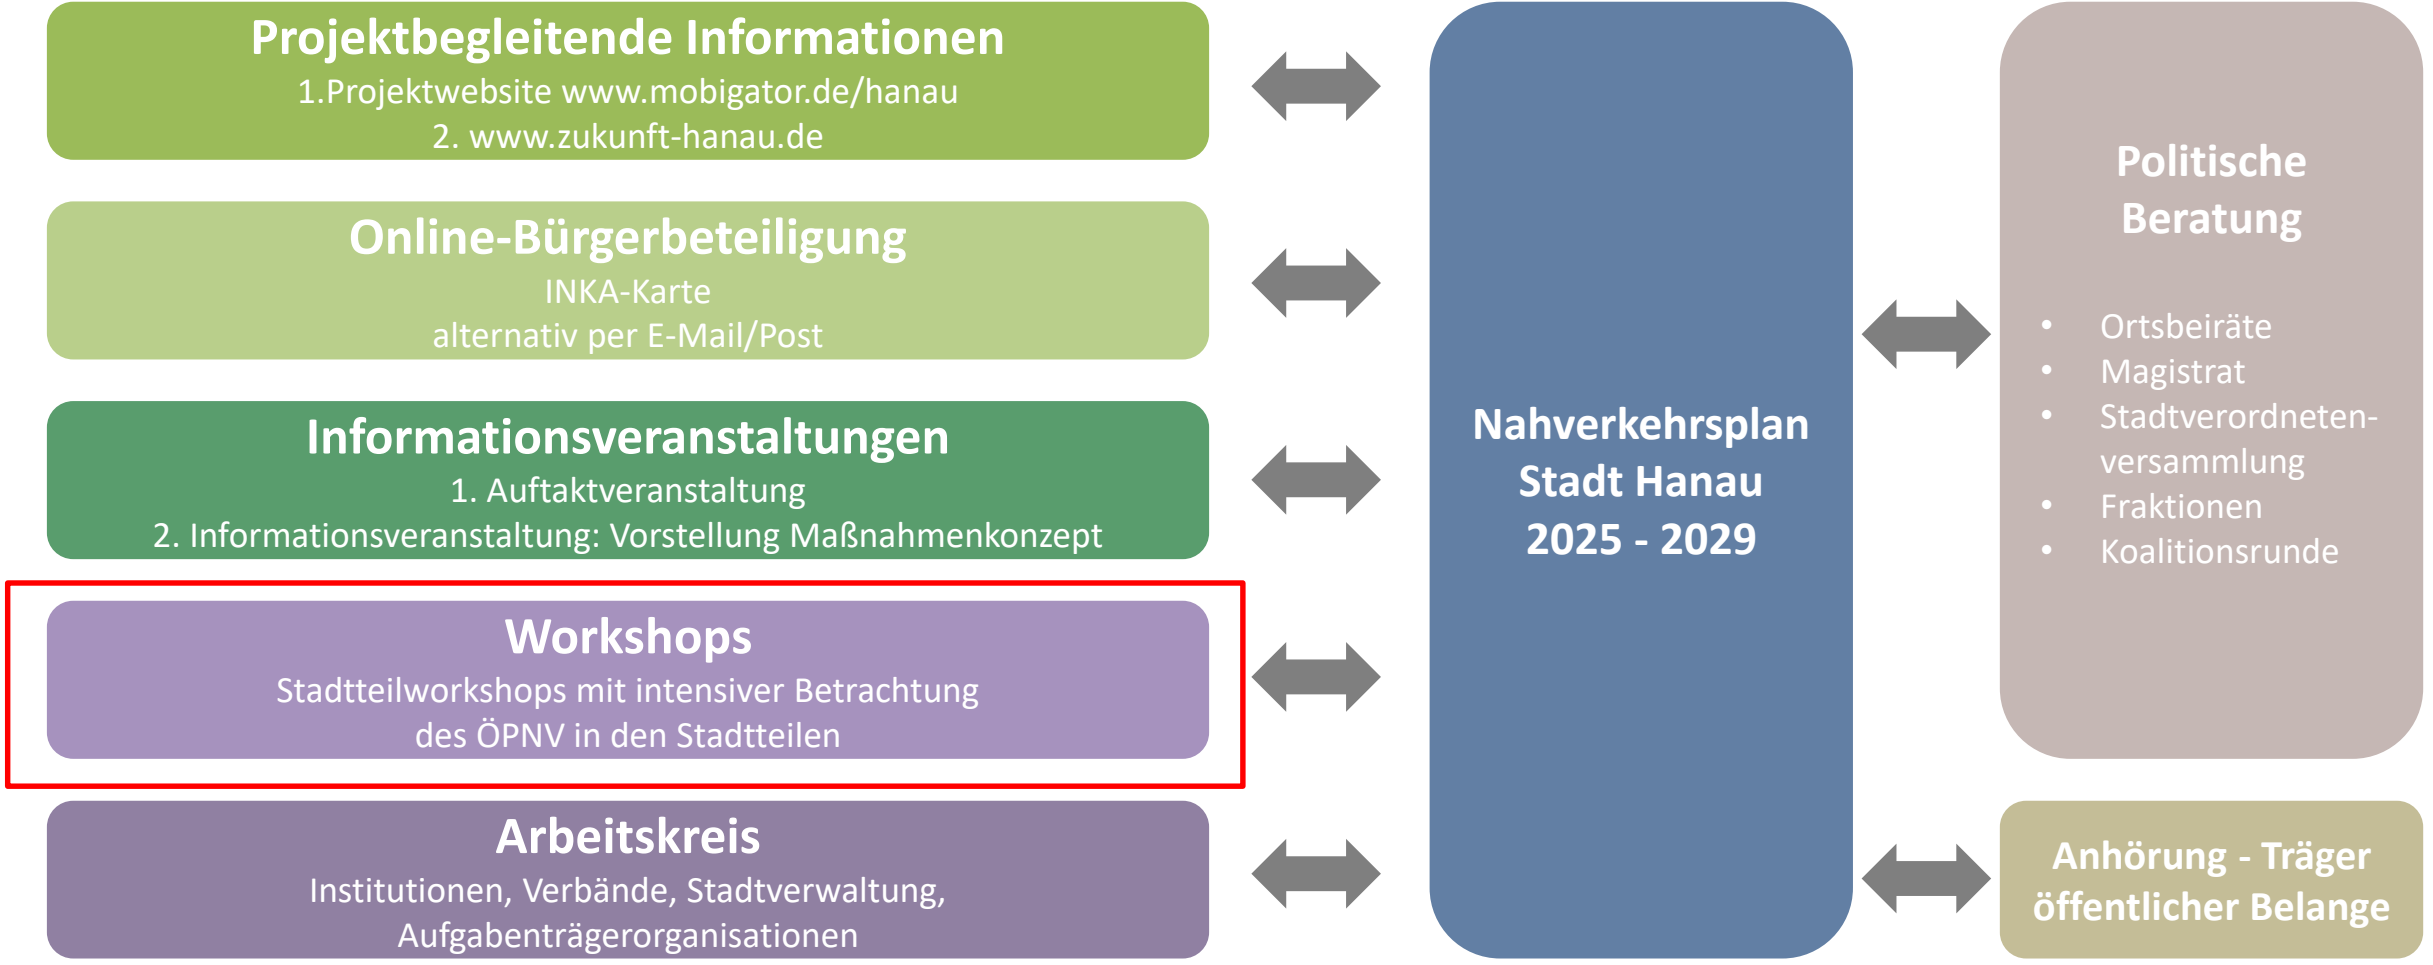 Projektbegleitende Informationen
1.Projektwebsite www.mobigator.de/hanau
2. www.zukunft-hanau.de
Online-Bürgerbeteiligung
INKA-Karte
alternativ per E-Mail/Post
Informationsveranstaltungen
1. Auftaktveranstaltung
2. Informationsveranstaltung: Vorstellung Maßnahmenkonzept
Workshops
Stadtteilworkshops mit intensiver Betrachtung
des ÖPNV in den Stadtteilen
Arbeitskreis
Institutionen, Verbände, Stadtverwaltung,
Aufgabenträgerorganisationen
Nahverkehrsplan
Stadt Hanau
2025 - 2029
Politische
Beratung
• Ortsbeiräte
• Magistrat
• Stadtverordneten-
versammlung
• Fraktionen
• Koalitionsrunde
Anhörung - Träger
öffentlicher Belange